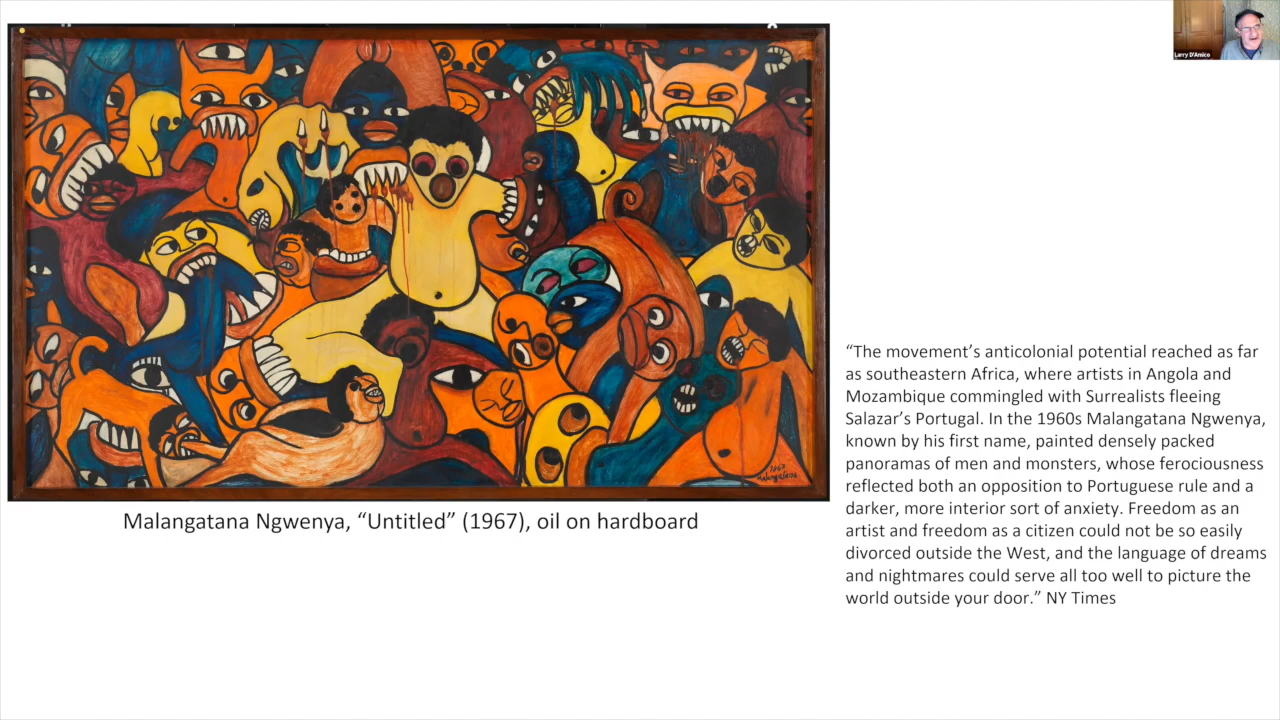 Larry D'Amico
1967
Malangatana
Malangatana Ngwenya, “Untitled” (1967), oil on hardboard
“The movement’s anticolonial potential reached as far
as southeastern Africa, where artists in Angola and
Mozambique commingled with Surrealists fleeing
Salazar’s Portugal. In the 1960s Malangatana Ngwenya,
known by his first name, painted densely packed
panoramas of men and monsters, whose ferociousness
reflected both an opposition to Portuguese rule and a
darker, more interior sort of anxiety. Freedom as an
artist and freedom as a citizen could not be so easily
divorced outside the West, and the language of dreams
and nightmares could serve all too well to picture the
world outside your door.” NY Times